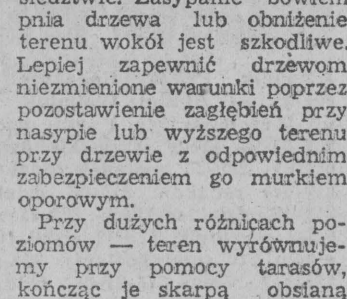 siedztwie. Zasypanie bowiem
pnia drzewa lub obniżenie
terenu wokół jest szkodliwe.
Lepiej zapewnić drzewom
niezmienione warunki poprzez
pozostawienie zagłębień przy
nasypie lub wyższego terenu
przy drzewie z odpowiednim
zabezpieczeniem go murkiem
oporowym.
Przy dużych różnicach po-
ziomów — teren wyrównuje-
my przy pomocy tarasów,
kończąc je skarpą obsianą